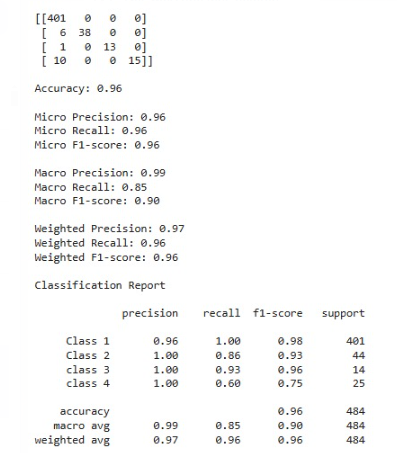 [[401 0 0 0]
[ 6 38 0 0]
[ 1 0 13 0]
[ 10 0 0 15]]
Accuracy: 0.96
Micro Precision: 0.96
Micro Recall: 0.96
Micro F1-score: 0.96
Macro Precision: 0.99
Macro Recall: 0.85
Macro F1-score: 0.90
Weighted Precision: 0.97
Weighted Recall: 0.96
Weighted F1-score: 0.96
Classification Report
precision recall f1-score support
Class 1 0.96 1.00 0.98 401
Class 2 1.00 0.86 0.93 44
class 3 1.00 0.93 0.96 14
class 4 1.00 0.60 0.75 25
accuracy 0.96 484
macro avg 0.99 0.85 0.90 484
weighted avg 0.97 0.96 0.96 484